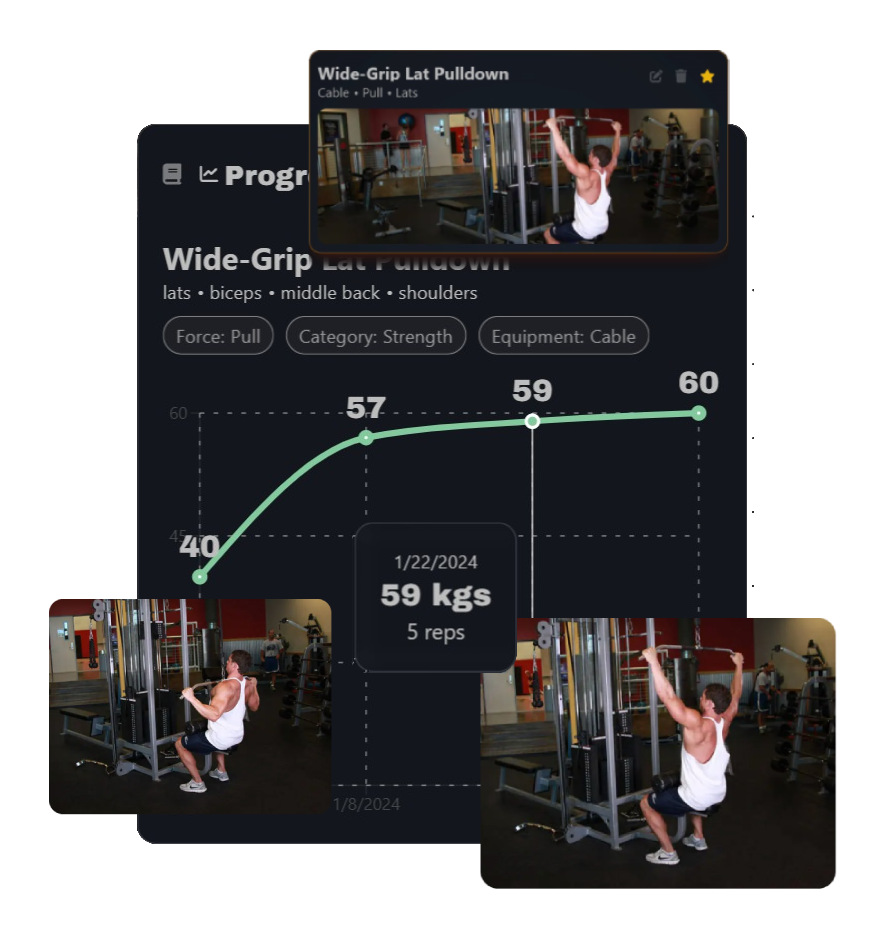 Wide-Grip Lat Pulldown
Cable • Pull • Lats
Progr
Wide-Grip Lat Pulldown
lats • biceps • middle back • shoulders
Force: Pull
Category: Strength
Equipment: Cable
60
57
59
60
45
40
1/22/2024
59 kgs
5 reps
1/8/2024